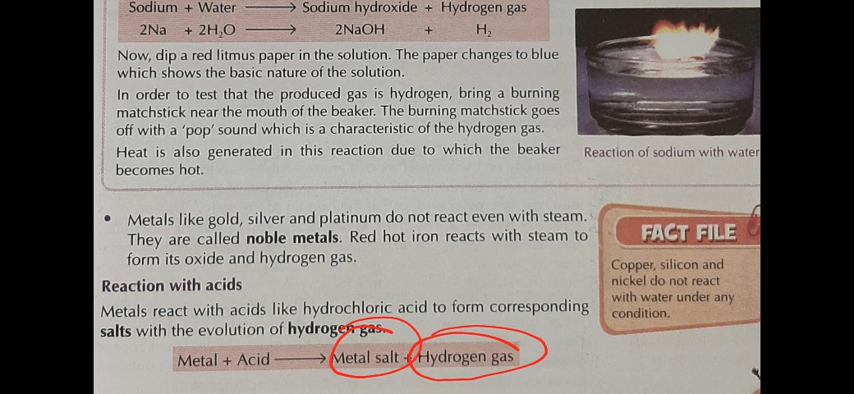 Sodium + Water ⟶ Sodium hydroxide + Hydrogen gas
2Na + 2H₂O ⟶ 2NaOH + H₂
Now, dip a red litmus paper in the solution. The paper changes to blue
which shows the basic nature of the solution.
In order to test that the produced gas is hydrogen, bring a burning
matchstick near the mouth of the beaker. The burning matchstick goes
off with a 'pop' sound which is a characteristic of the hydrogen gas.
Heat is also generated in this reaction due to which the beaker
becomes hot.
Reaction of sodium with water
• Metals like gold, silver and platinum do not react even with steam.
They are called noble metals. Red hot iron reacts with steam to
form its oxide and hydrogen gas.
Reaction with acids
Metals react with acids like hydrochloric acid to form corresponding
salts with the evolution of hydrogen gas.
Metal + Acid ⟶ Metal salt + Hydrogen gas
FACT FILE
Copper, silicon and
nickel do not react
with water under any
condition.